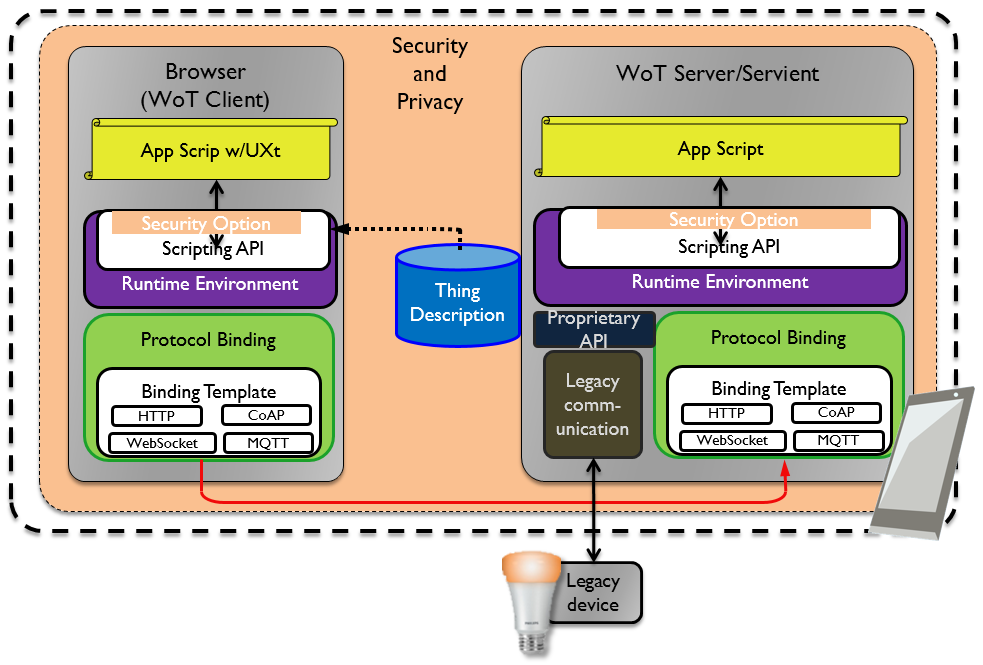 Security
and
Privacy
Browser
(WoT Client)
App Scrip w/UXt
Security Option
Scripting API
Runtime Environment
Protocol Binding
Binding Template
HTTP
CoAP
WebSocket
MQTT
Thing
Description
WoT Server/Servient
App Script
Security Option
Scripting API
Runtime Environment
Proprietary
API
Legacy
comm-
unication
Protocol Binding
Binding Template
HTTP
CoAP
WebSocket
MQTT
Legacy
device